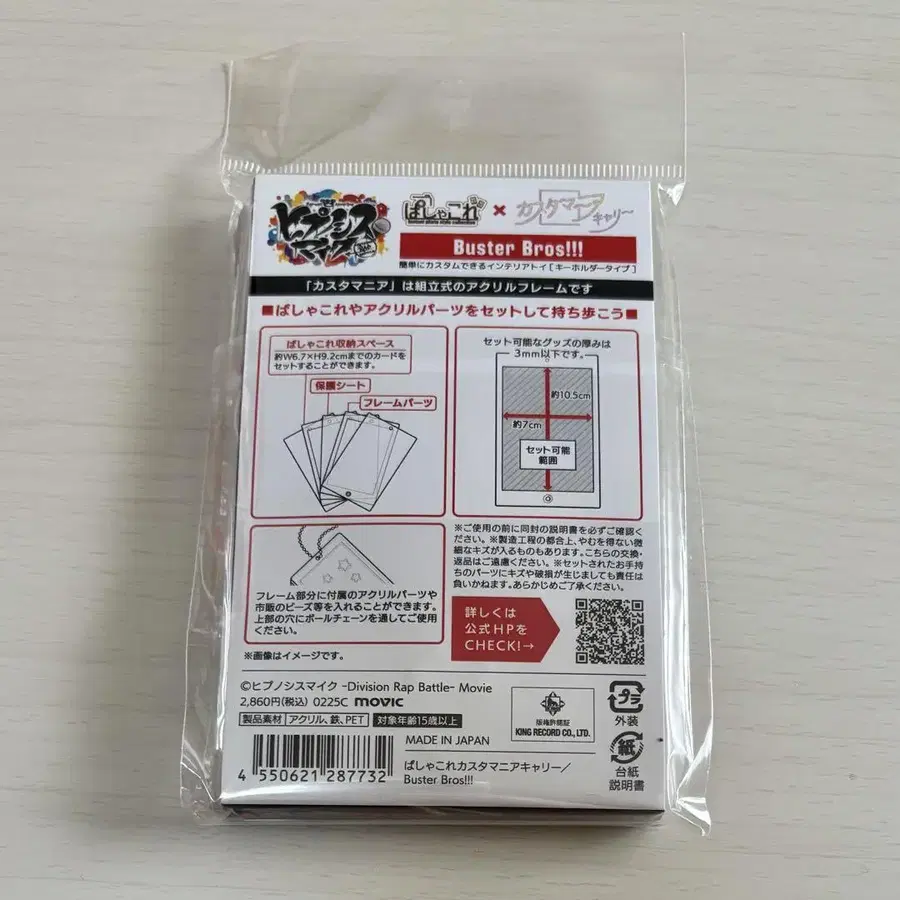 ヒプノシスマイク
ぱしゃこれ × カスタマニアキャリー
Buster Bros!!!
簡単にカスタムできるインテリアトイ[キーホルダータイプ]
「カスタマニア」は組立式のアクリルフレームです
■ぱしゃこれやアクリルパーツをセットして持ち歩こう■
ぱしゃこれ収納スペース
約W6.7×H9.2cmまでのカードを
セットすることができます。
保護シート
フレームパーツ
セット可能なグッズの厚みは
3mm以下です。
約10.5cm
約7cm
セット可能
範囲
フレーム部分に付属のアクリルパーツや
市販のビーズ等を入れることができます。
上部の穴にボールチェーンを通してご使用
ください。
※画像はイメージです。
※ご使用の前に同封の説明書を必ずご確認く
ださい。※製造工程の都合上、やむを得ない微
細なキズが入るものもあります。こちらの交換・
返品はご遠慮ください。※セットされたお手持
ちのパーツにキズや破損が生じましても責任は
負いかねます。あらかじめご了承ください。
詳しくは
公式HPを
CHECK!→
©ヒプノシスマイク -Division Rap Battle- Movie
2,860円(税込) 0225C movic
製品素材 アクリル、鉄、PET 対象年齢15歳以上
版権許諾証
KING RECORD CO., LTD.
プラ
外装
紙
台紙
説明書
MADE IN JAPAN
4 550621 287732
ぱしゃこれカスタマニアキャリー/
Buster Bros!!!